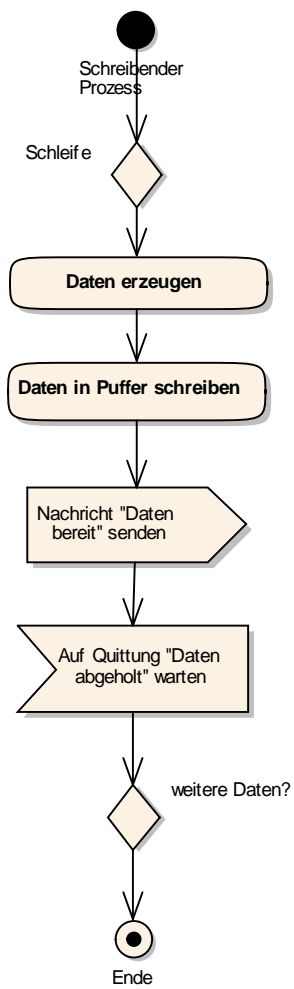 Schreibender
Prozess
Schleife
Daten erzeugen
Daten in Puffer schreiben
Nachricht "Daten
bereit" senden
Auf Quittung "Daten
abgeholt" warten
weitere Daten?
Ende